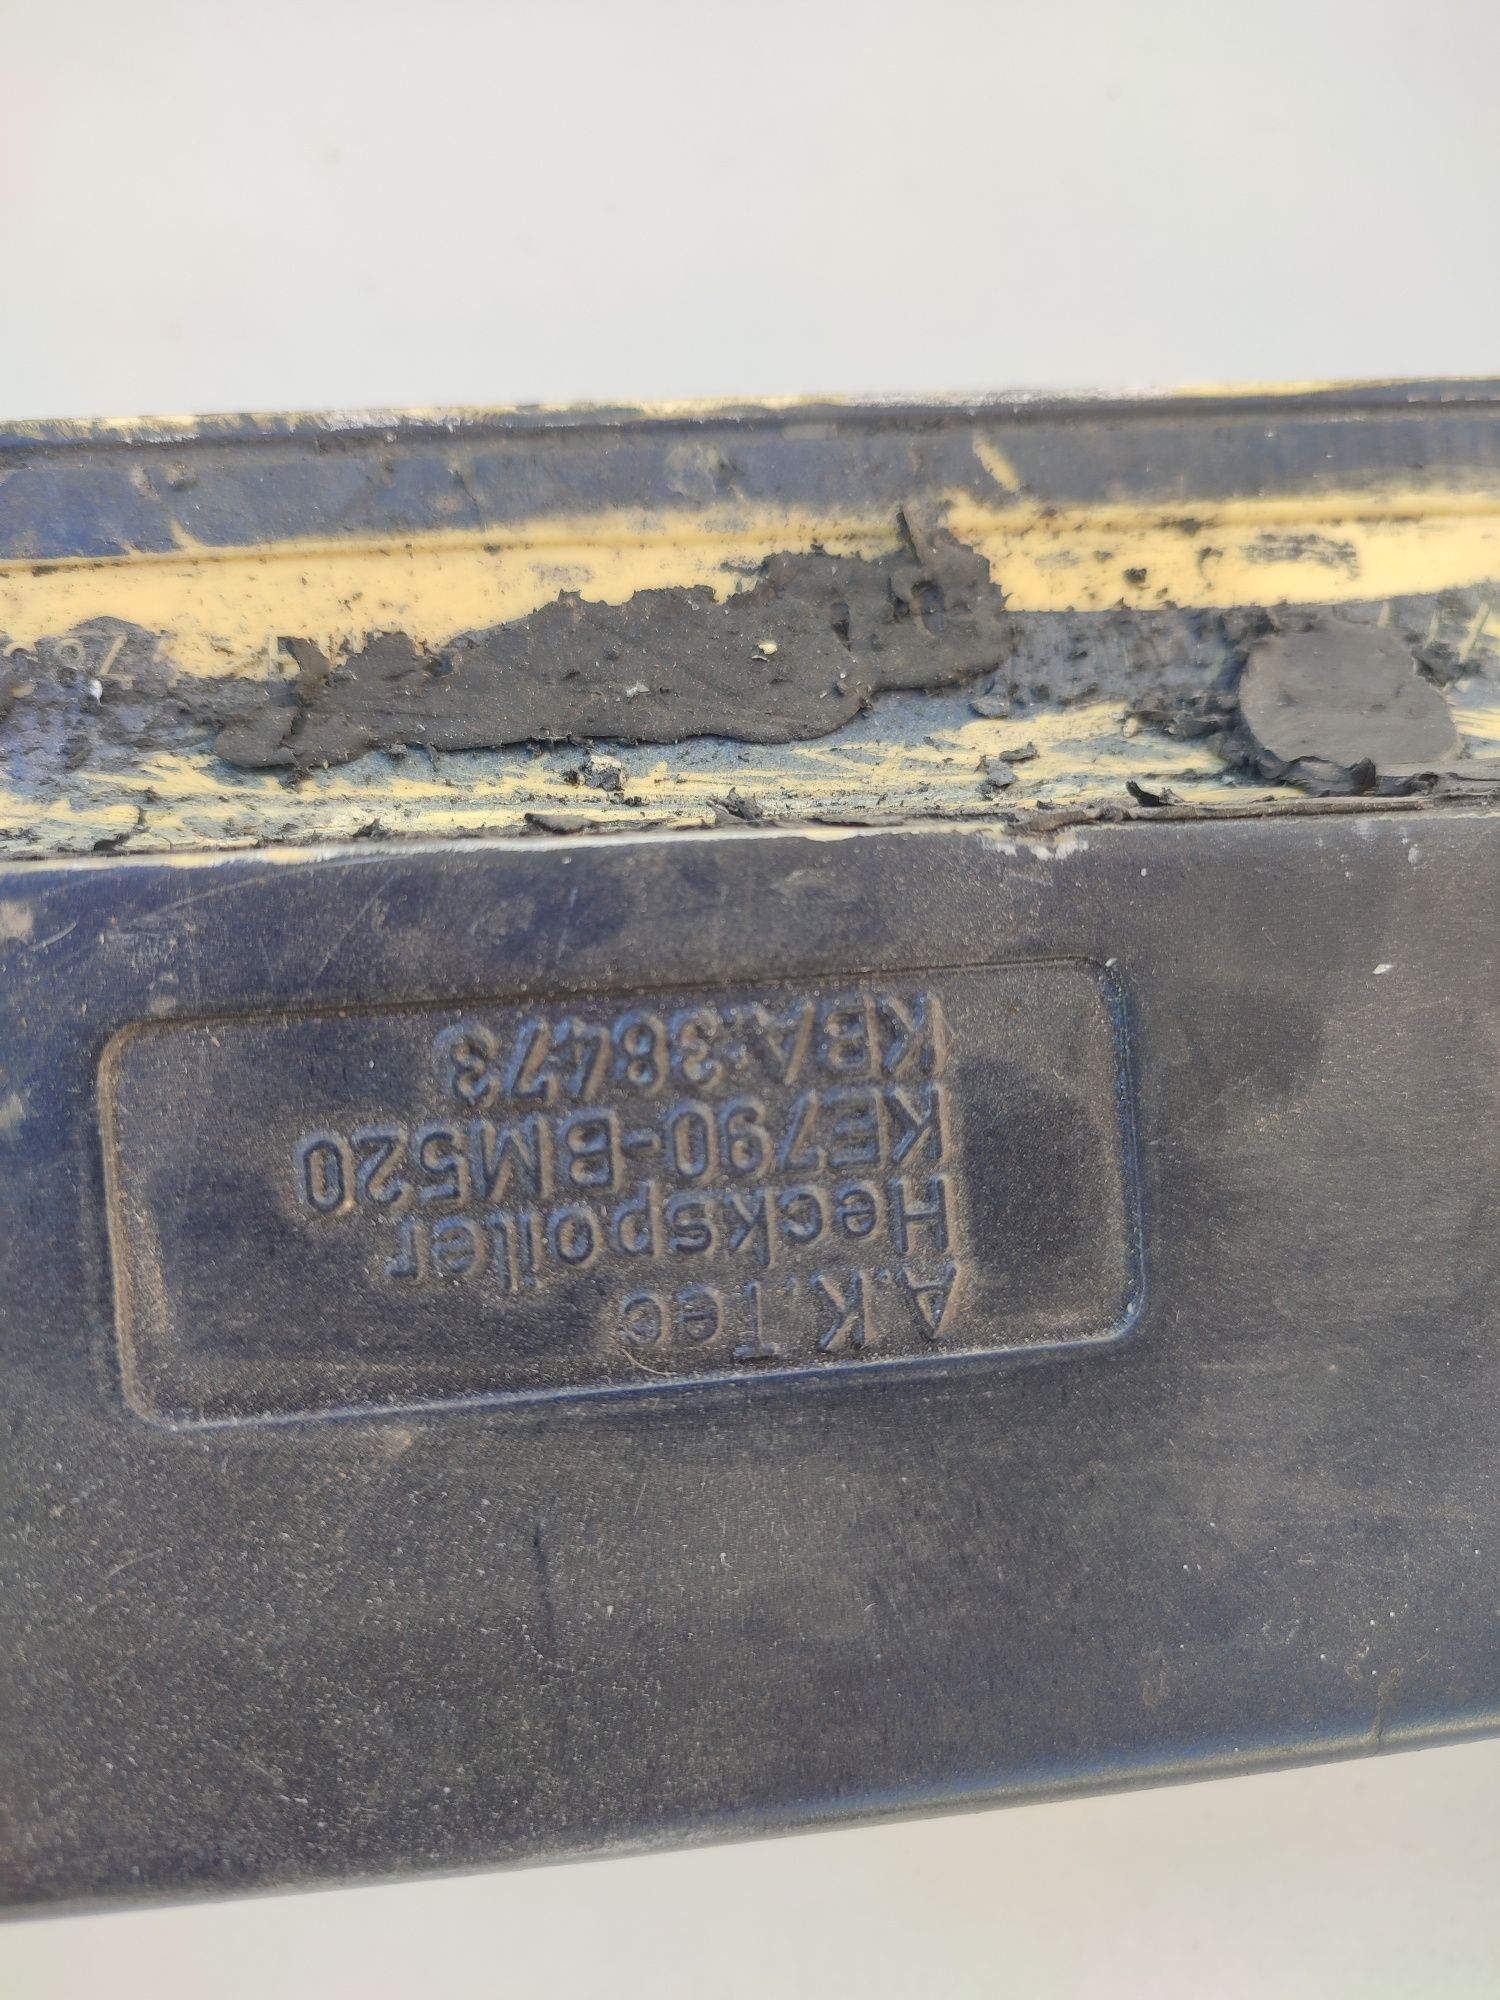 A.K.Tec
Heckspoiler
KE790-BM520
KBA:38473